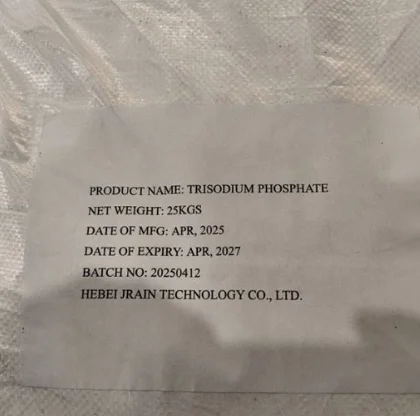 PRODUCT NAME: TRISODIUM PHOSPHATE
NET WEIGHT: 25KGS
DATE OF MFG: APR, 2025
DATE OF EXPIRY: APR, 2027
BATCH NO: 20250412
HEBEI JRAIN TECHNOLOGY CO., LTD.